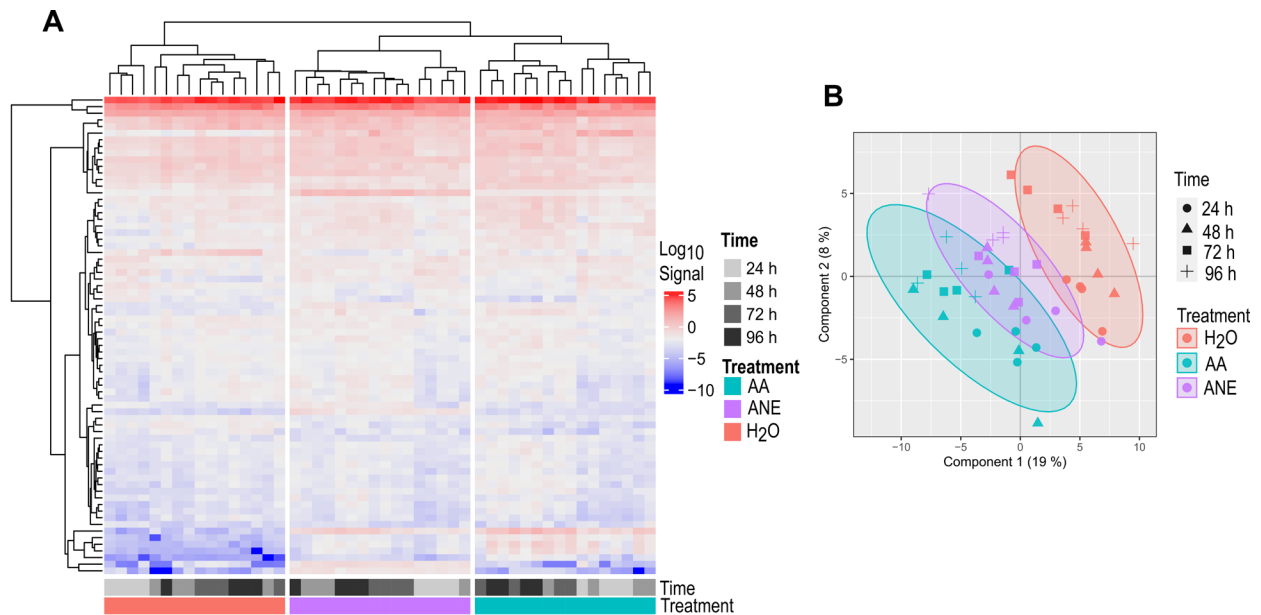 A
Log10
Signal
5
0
−5
−10
Time
24 h
48 h
72 h
96 h
Treatment
AA
ANE
H2O
Time
Treatment
B
Component 2 (8 %)
5
0
−5
−10
−5
0
5
10
Component 1 (19 %)
Time
24 h
48 h
72 h
96 h
Treatment
H2O
AA
ANE